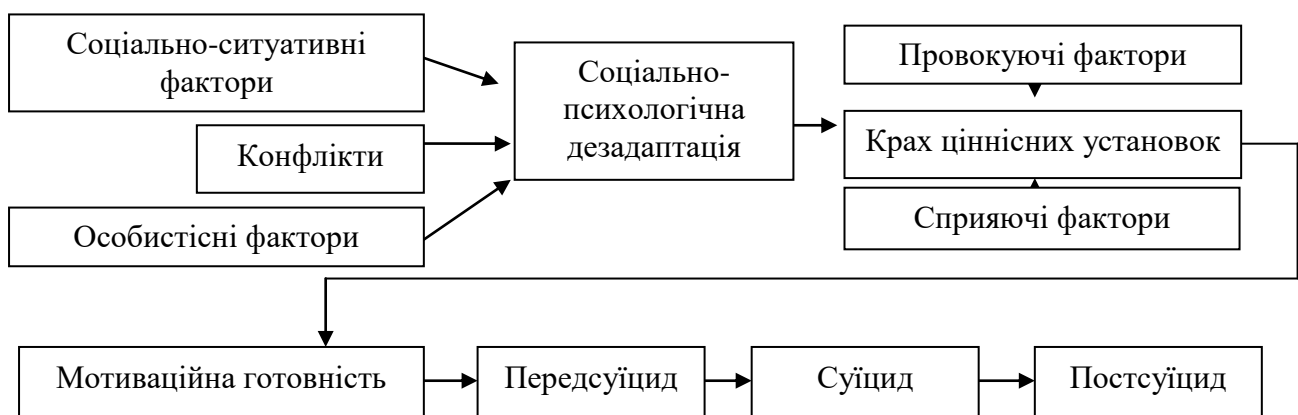 Соціально-ситуативні
фактори
Конфлікти
Особистісні фактори
Соціально-
психологічна
дезадаптація
Провокуючі фактори
Крах ціннісних установок
Сприяючі фактори
Мотиваційна готовність
Передсуїцид
Суїцид
Постсуїцид